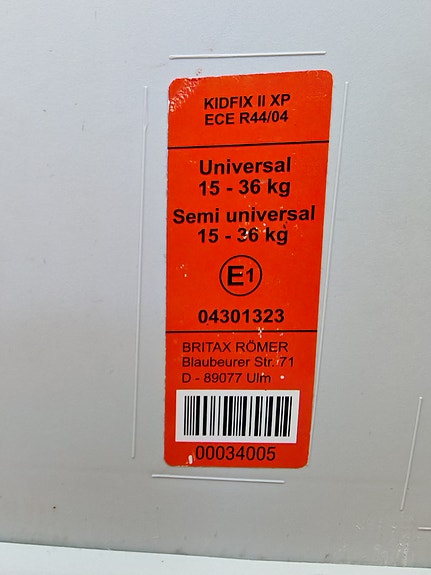 KIDFIX II XP
ECE R44/04
Universal
15 - 36 kg
Semi universal
15 - 36 kg
E1
04301323
BRITAX RÖMER
Blaubeurer Str. 71
D - 89077 Ulm
00034005